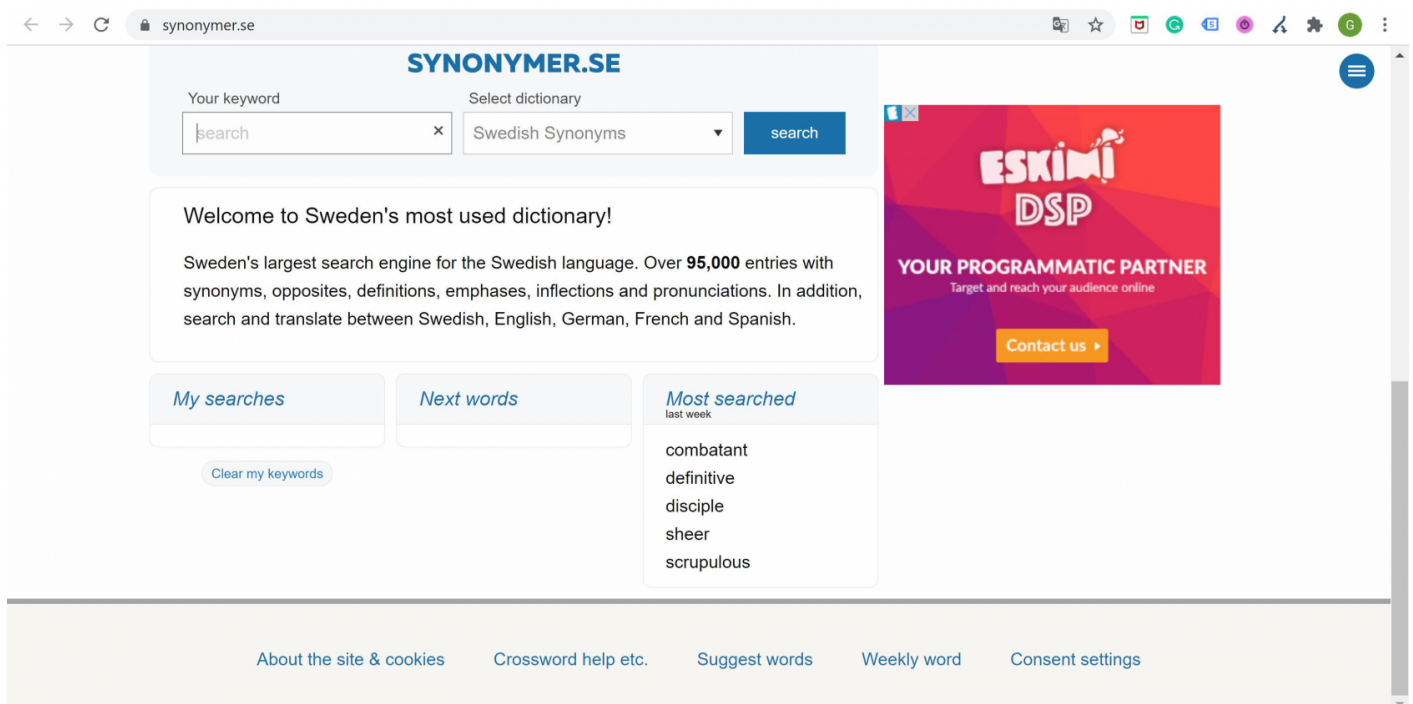 synonymer.se
G
SYNONYMER.SE
Your keyword
Select dictionary
search
Swedish Synonyms
search
Welcome to Sweden's most used dictionary!
Sweden's largest search engine for the Swedish language. Over 95,000 entries with
synonyms, opposites, definitions, emphases, inflections and pronunciations. In addition,
search and translate between Swedish, English, German, French and Spanish.
My searches
Clear my keywords
Next words
Most searched
last week
combatant
definitive
disciple
sheer
scrupulous
ESKIMI
DSP
YOUR PROGRAMMATIC PARTNER
Target and reach your audience online
Contact us
About the site & cookies
Crossword help etc.
Suggest words
Weekly word
Consent settings